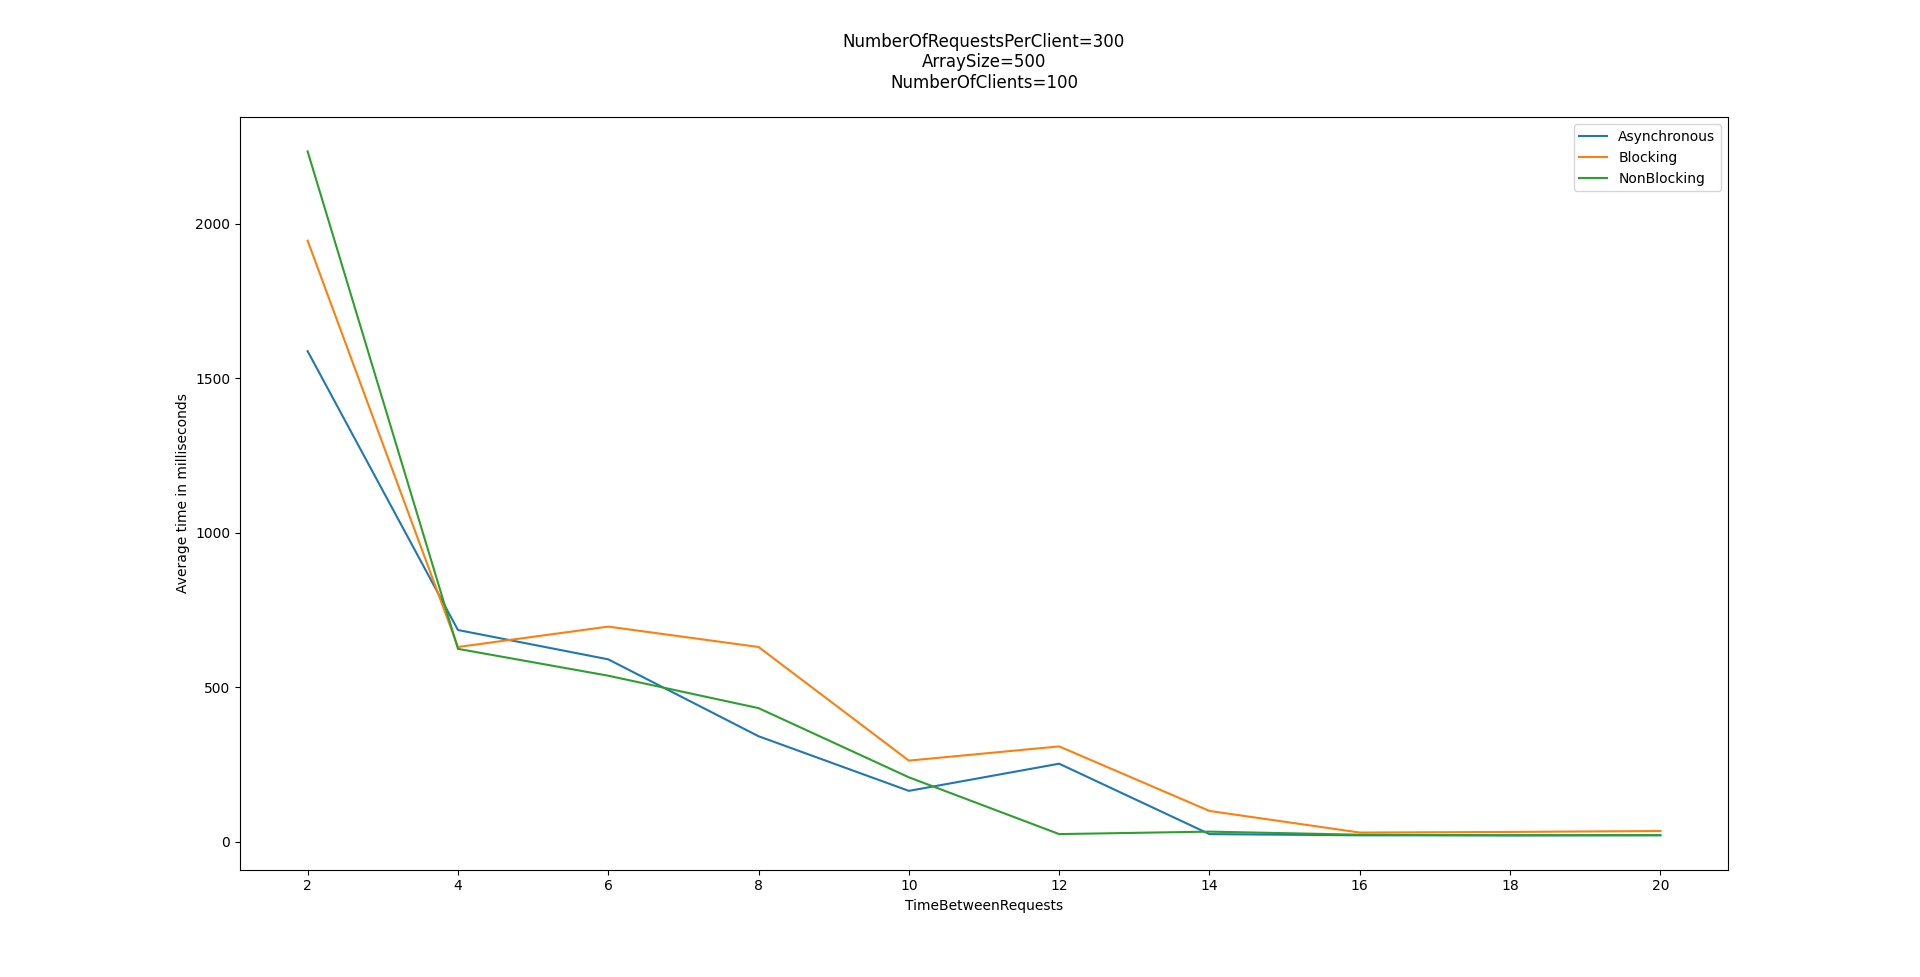 NumberOfRequestsPerClient=300
ArraySize=500
NumberOfClients=100
Asynchronous
Blocking
NonBlocking
2000
1500
1000
500
0
Average time in milliseconds
2 4 6 8 10 12 14 16 18 20
TimeBetweenRequests